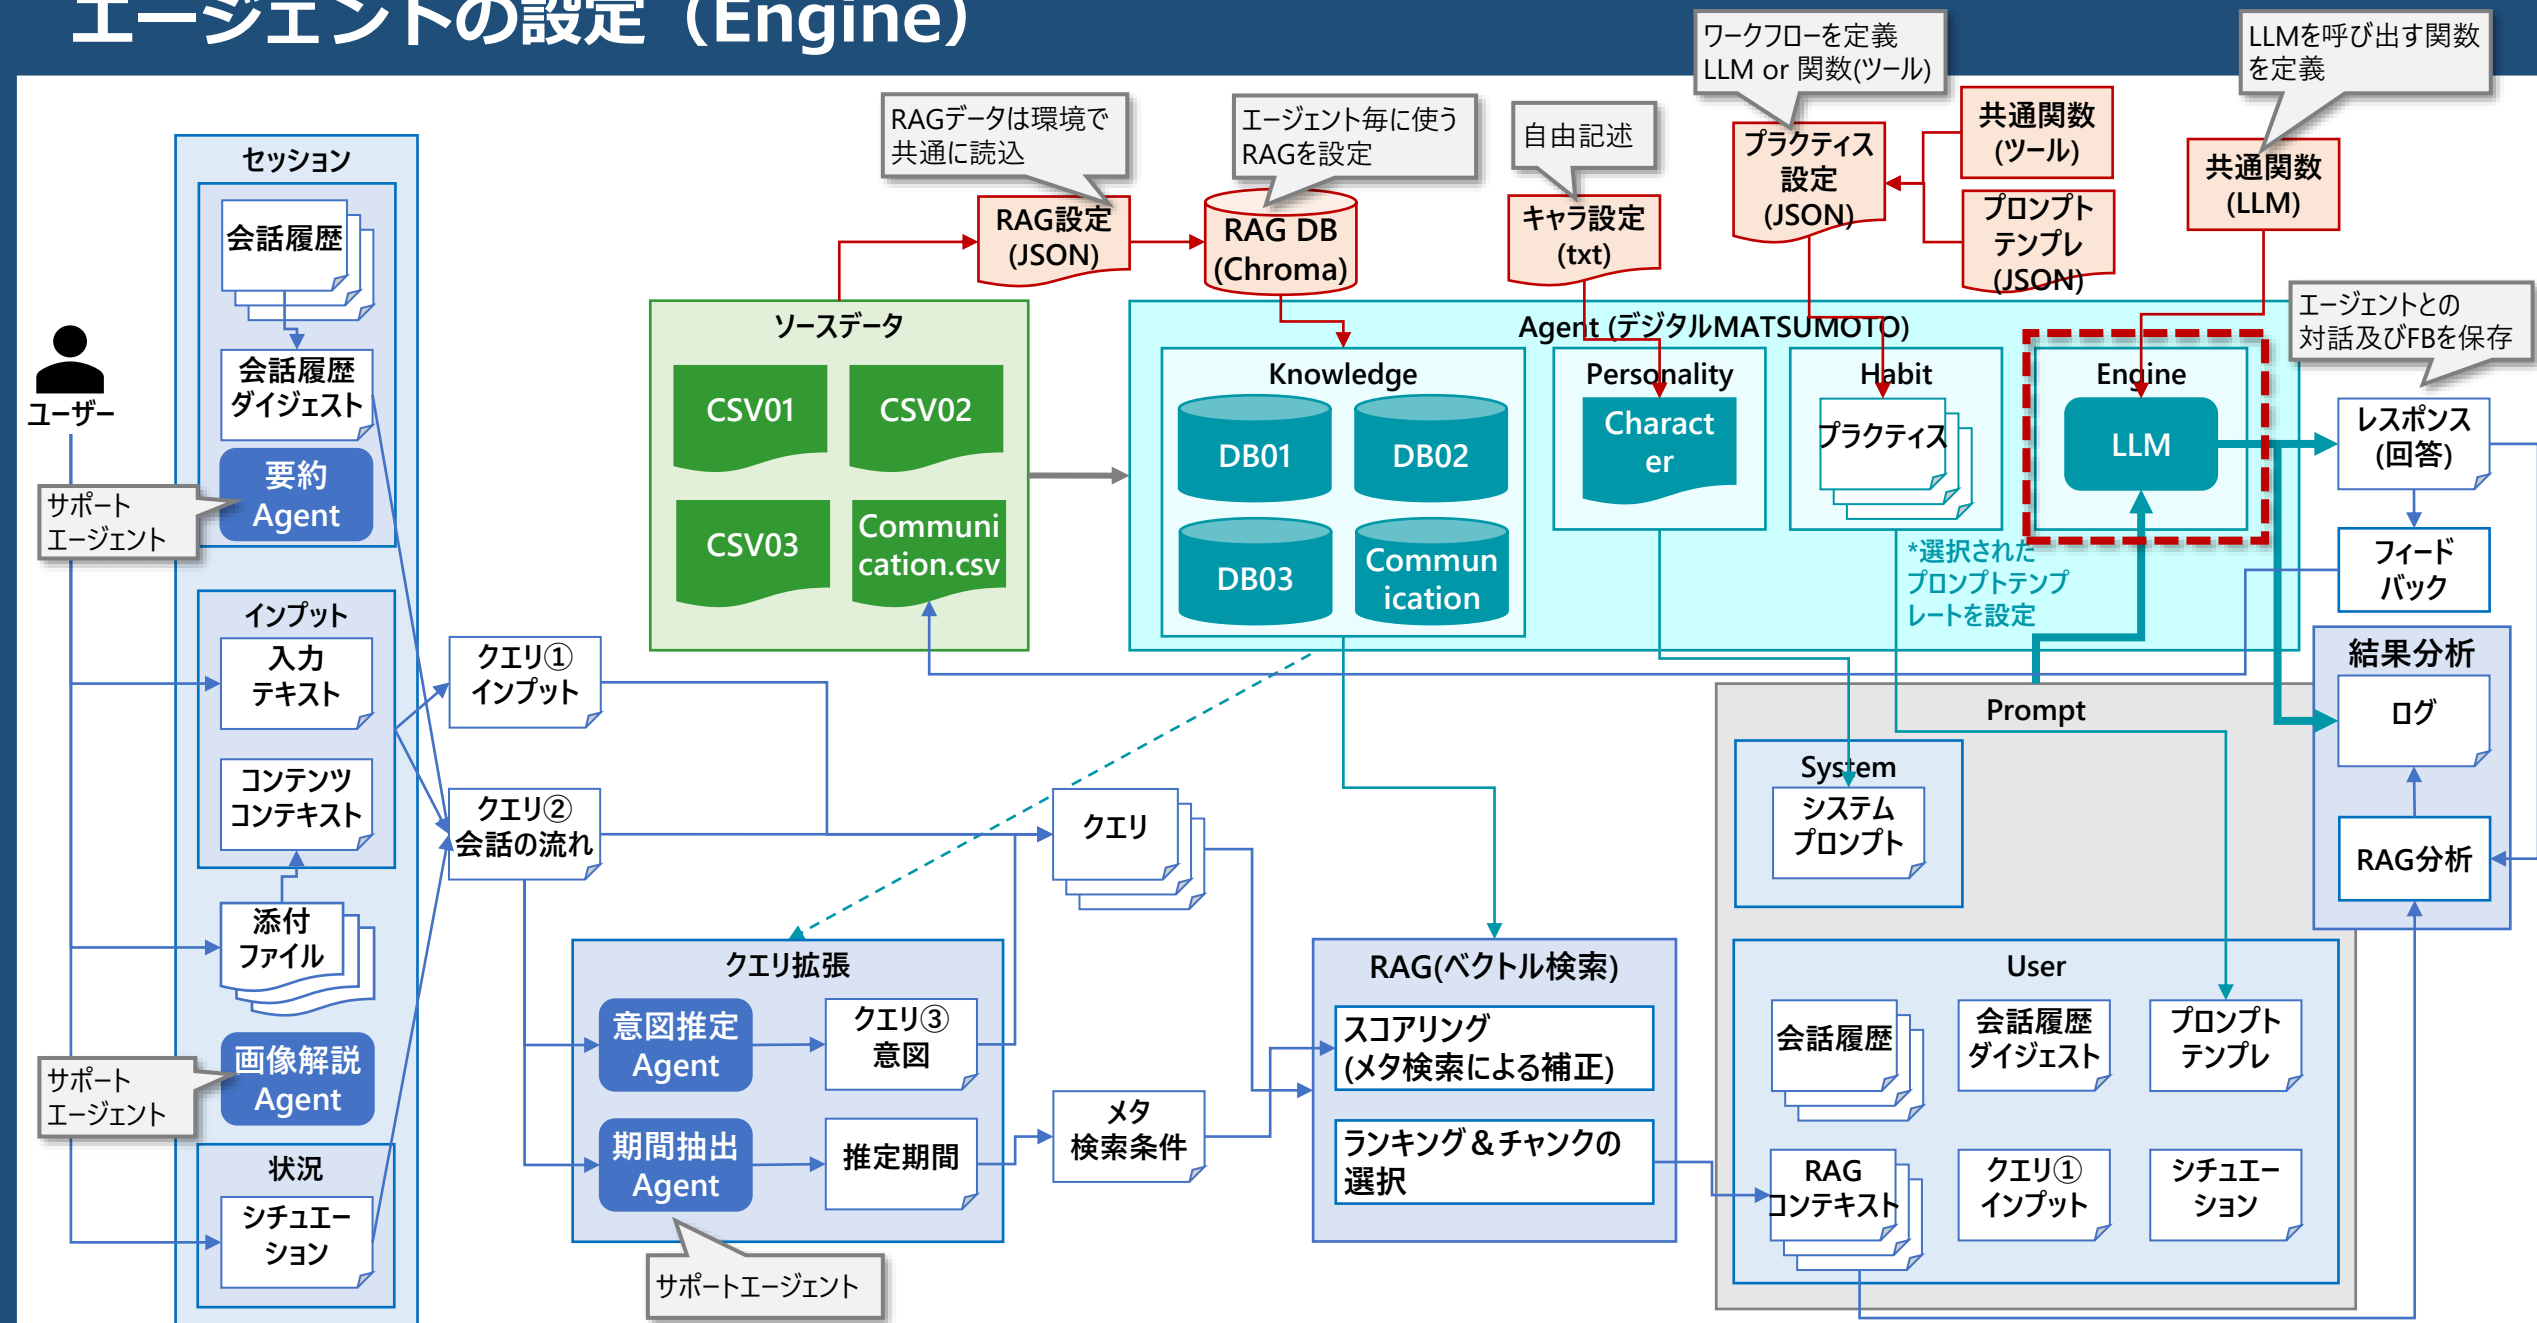 エージェントの設定（Engine）
ワークフローを定義
LLM or 関数(ツール)
LLMを呼び出す関数
を定義
RAGデータは環境で
共通に読込
エージェント毎に使う
RAGを設定
自由記述
プラクティス
設定
(JSON)
共通関数
(ツール)
プロンプト
テンプレ
(JSON)
共通関数
(LLM)
RAG設定
(JSON)
RAG DB
(Chroma)
キャラ設定
(txt)
エージェントとの
対話及びFBを保存
ユーザー
セッション
会話履歴
会話履歴
ダイジェスト
要約
Agent
サポート
エージェント
インプット
入力
テキスト
コンテンツ
コンテキスト
添付
ファイル
画像解説
Agent
サポート
エージェント
状況
シチュエー
ション
クエリ①
インプット
クエリ②
会話の流れ
ソースデータ
CSV01
CSV02
CSV03
Communi
cation.csv
Agent (デジタルMATSUMOTO)
Knowledge
DB01
DB02
DB03
Commun
ication
Personality
Charact
er
Habit
プラクティス
*選択された
プロンプトテンプ
レートを設定
Engine
LLM
レスポンス
(回答)
フィード
バック
結果分析
ログ
RAG分析
クエリ
クエリ拡張
意図推定
Agent
クエリ③
意図
期間抽出
Agent
推定期間
サポートエージェント
メタ
検索条件
RAG(ベクトル検索)
スコアリング
(メタ検索による補正)
ランキング＆チャンクの
選択
Prompt
System
システム
プロンプト
User
会話履歴
会話履歴
ダイジェスト
プロンプト
テンプレ
RAG
コンテキスト
クエリ①
インプット
シチュエー
ション